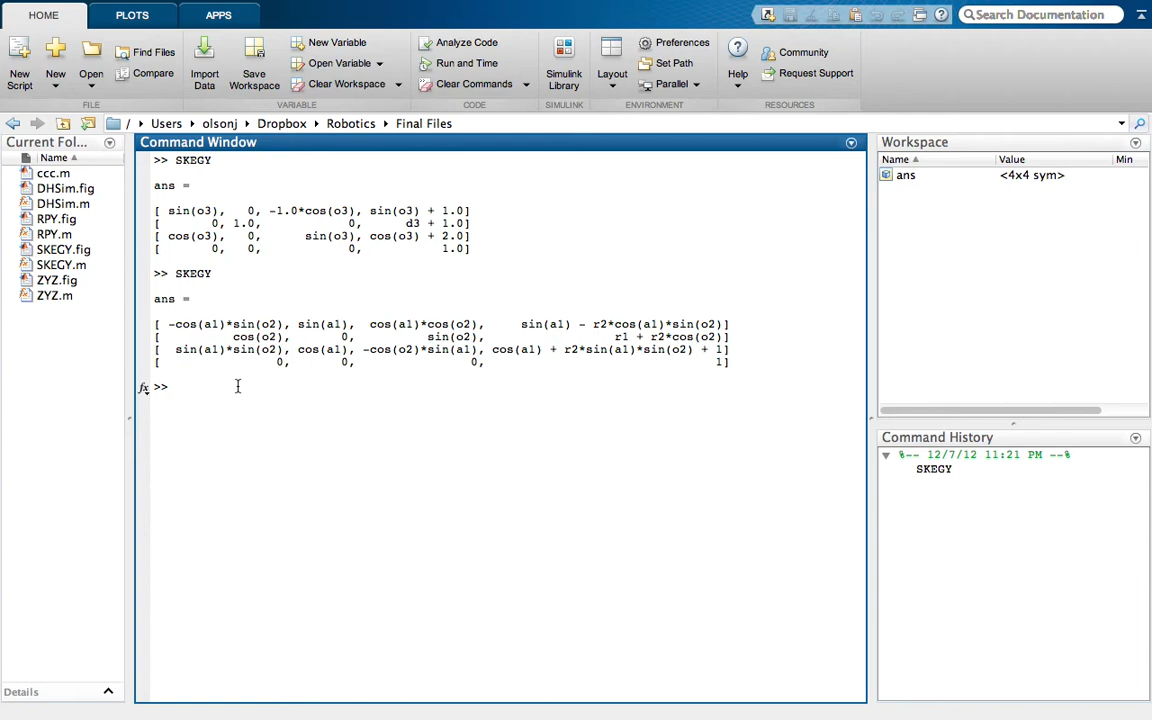 HOME PLOTS APPS
Search Documentation
New Script
New
Open
Find Files
Compare
Import Data
Save Workspace
New Variable
Open Variable
Clear Workspace
Analyze Code
Run and Time
Clear Commands
Simulink Library
Layout
Preferences
Set Path
Parallel
Help
Community
Request Support
FILE VARIABLE CODE SIMULINK ENVIRONMENT RESOURCES
/ Users olsonj Dropbox Robotics Final Files
Current Fol...
Name
ccc.m
DHSim.fig
DHSim.m
RPY.fig
RPY.m
SKEGY.fig
SKEGY.m
ZYZ.fig
ZYZ.m
Details
Command Window
>> SKEGY
ans =
[ sin(o3), 0, -1.0*cos(o3), sin(o3) + 1.0]
[ 0, 1.0, 0, d3 + 1.0]
[ cos(o3), 0, sin(o3), cos(o3) + 2.0]
[ 0, 0, 0, 1.0]
>> SKEGY
ans =
[ -cos(a1)*sin(o2), sin(a1), cos(a1)*cos(o2), sin(a1) - r2*cos(a1)*sin(o2)]
[ cos(o2), 0, sin(o2), r1 + r2*cos(o2)]
[ sin(a1)*sin(o2), cos(a1), -cos(o2)*sin(a1), cos(a1) + r2*sin(a1)*sin(o2) + 1]
[ 0, 0, 0, 1]
fx >>
Workspace
Name Value Min
ans <4x4 sym>
Command History
%-- 12/7/12 11:21 PM --%
SKEGY